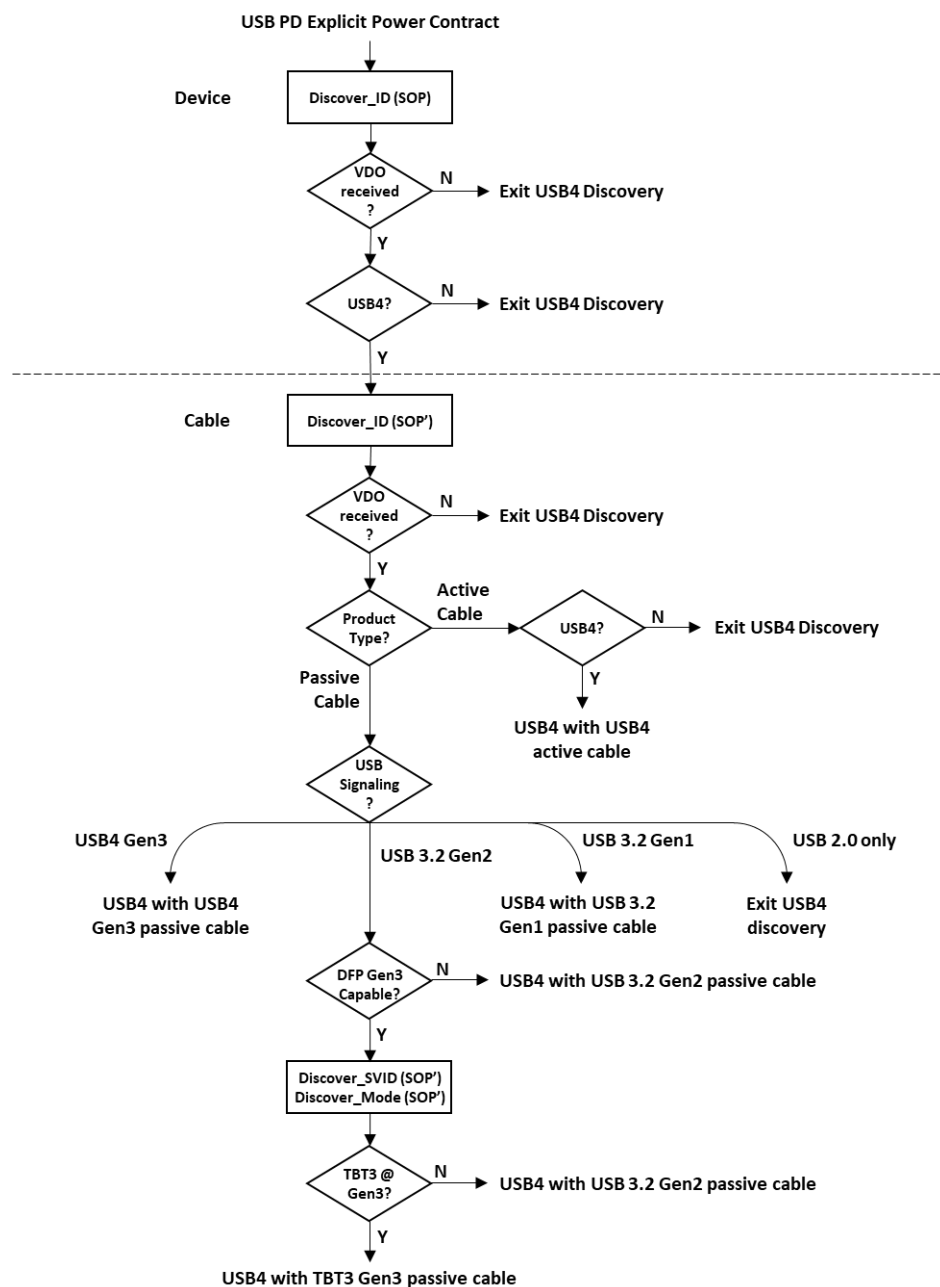 USB PD Explicit Power Contract
Device
Discover_ID (SOP)
VDO
received
?
N
Exit USB4 Discovery
Y
USB4?
N
Exit USB4 Discovery
Y
Cable
Discover_ID (SOP’)
VDO
received
?
N
Exit USB4 Discovery
Y
Product
Type?
Active
Cable
USB4?
N
Exit USB4 Discovery
Y
USB4 with USB4
active cable
Passive
Cable
USB
Signaling
?
USB4 Gen3
USB 3.2 Gen2
USB 3.2 Gen1
USB 2.0 only
USB4 with USB4
Gen3 passive cable
USB4 with USB 3.2
Gen1 passive cable
Exit USB4
discovery
DFP Gen3
Capable?
N
USB4 with USB 3.2 Gen2 passive cable
Y
Discover_SVID (SOP’)
Discover_Mode (SOP’)
TBT3 @
Gen3?
N
USB4 with USB 3.2 Gen2 passive cable
Y
USB4 with TBT3 Gen3 passive cable